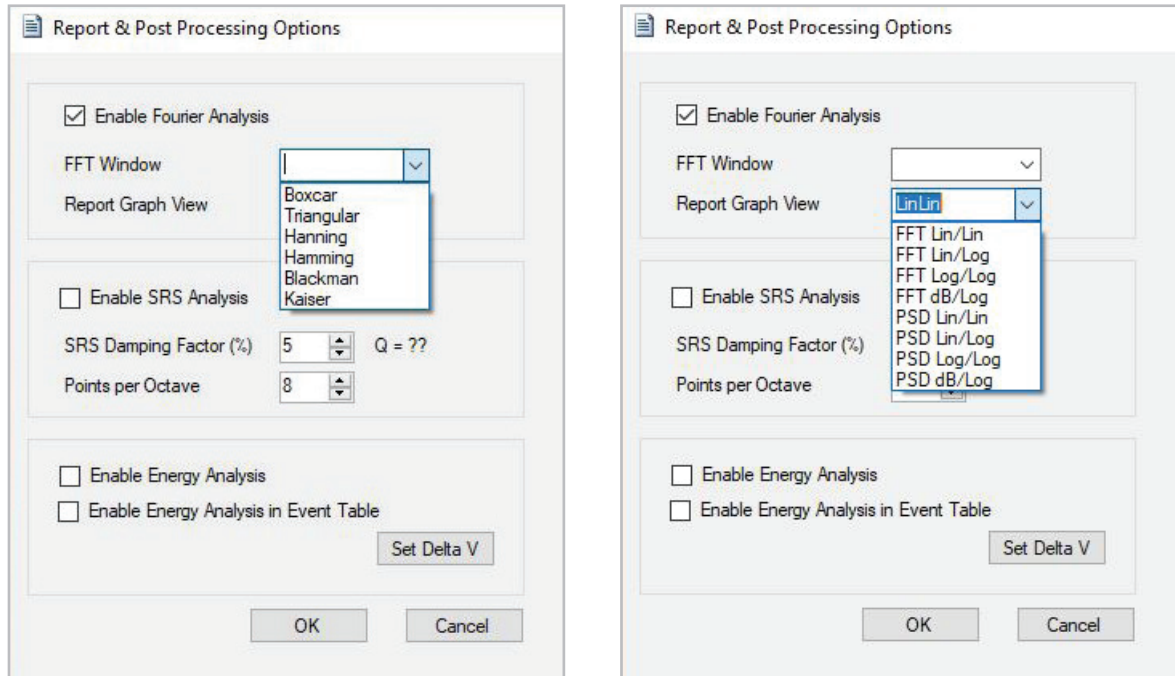 Report & Post Processing Options
Enable Fourier Analysis
FFT Window
Report Graph View
Boxcar
Triangular
Hanning
Hamming
Blackman
Kaiser
Enable SRS Analysis
SRS Damping Factor (%) 5 Q = ??
Points per Octave 8
Enable Energy Analysis
Enable Energy Analysis in Event Table
Set Delta V
OK Cancel
Report & Post Processing Options
Enable Fourier Analysis
FFT Window
Report Graph View LinLin
FFT Lin/Lin
FFT Lin/Log
FFT Log/Log
FFT dB/Log
PSD Lin/Lin
PSD Lin/Log
PSD Log/Log
PSD dB/Log
Enable SRS Analysis
SRS Damping Factor (%)
Points per Octave
Enable Energy Analysis
Enable Energy Analysis in Event Table
Set Delta V
OK Cancel